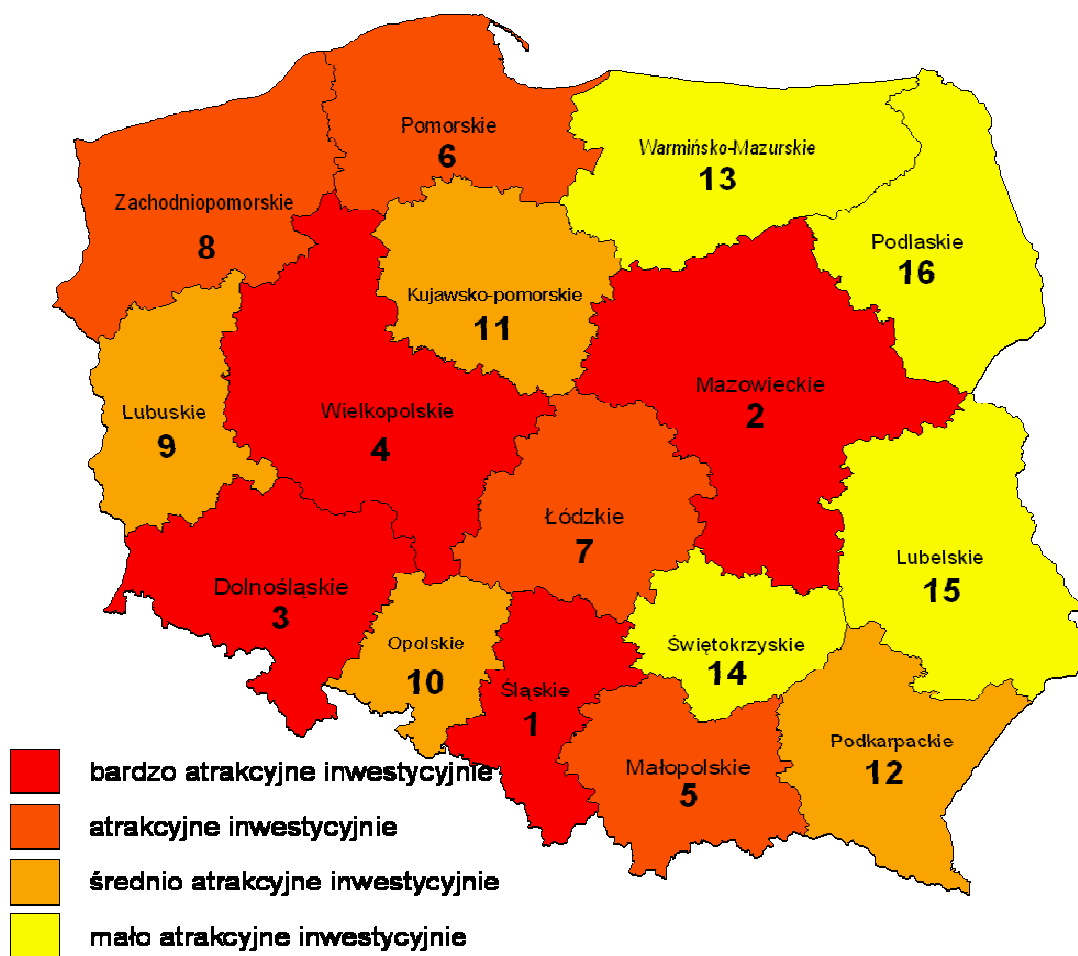 Pomorskie
6
Warmińsko-Mazurskie
13
Zachodniopomorskie
8
Podlaskie
16
Kujawsko-pomorskie
11
Mazowieckie
2
Lubuskie
9
Wielkopolskie
4
Łódzkie
7
Lubelskie
15
Dolnośląskie
3
Opolskie
10
Świętokrzyskie
14
Śląskie
1
Podkarpackie
12
Małopolskie
5
bardzo atrakcyjne inwestycyjnie
atrakcyjne inwestycyjnie
średnio atrakcyjne inwestycyjnie
mało atrakcyjne inwestycyjnie